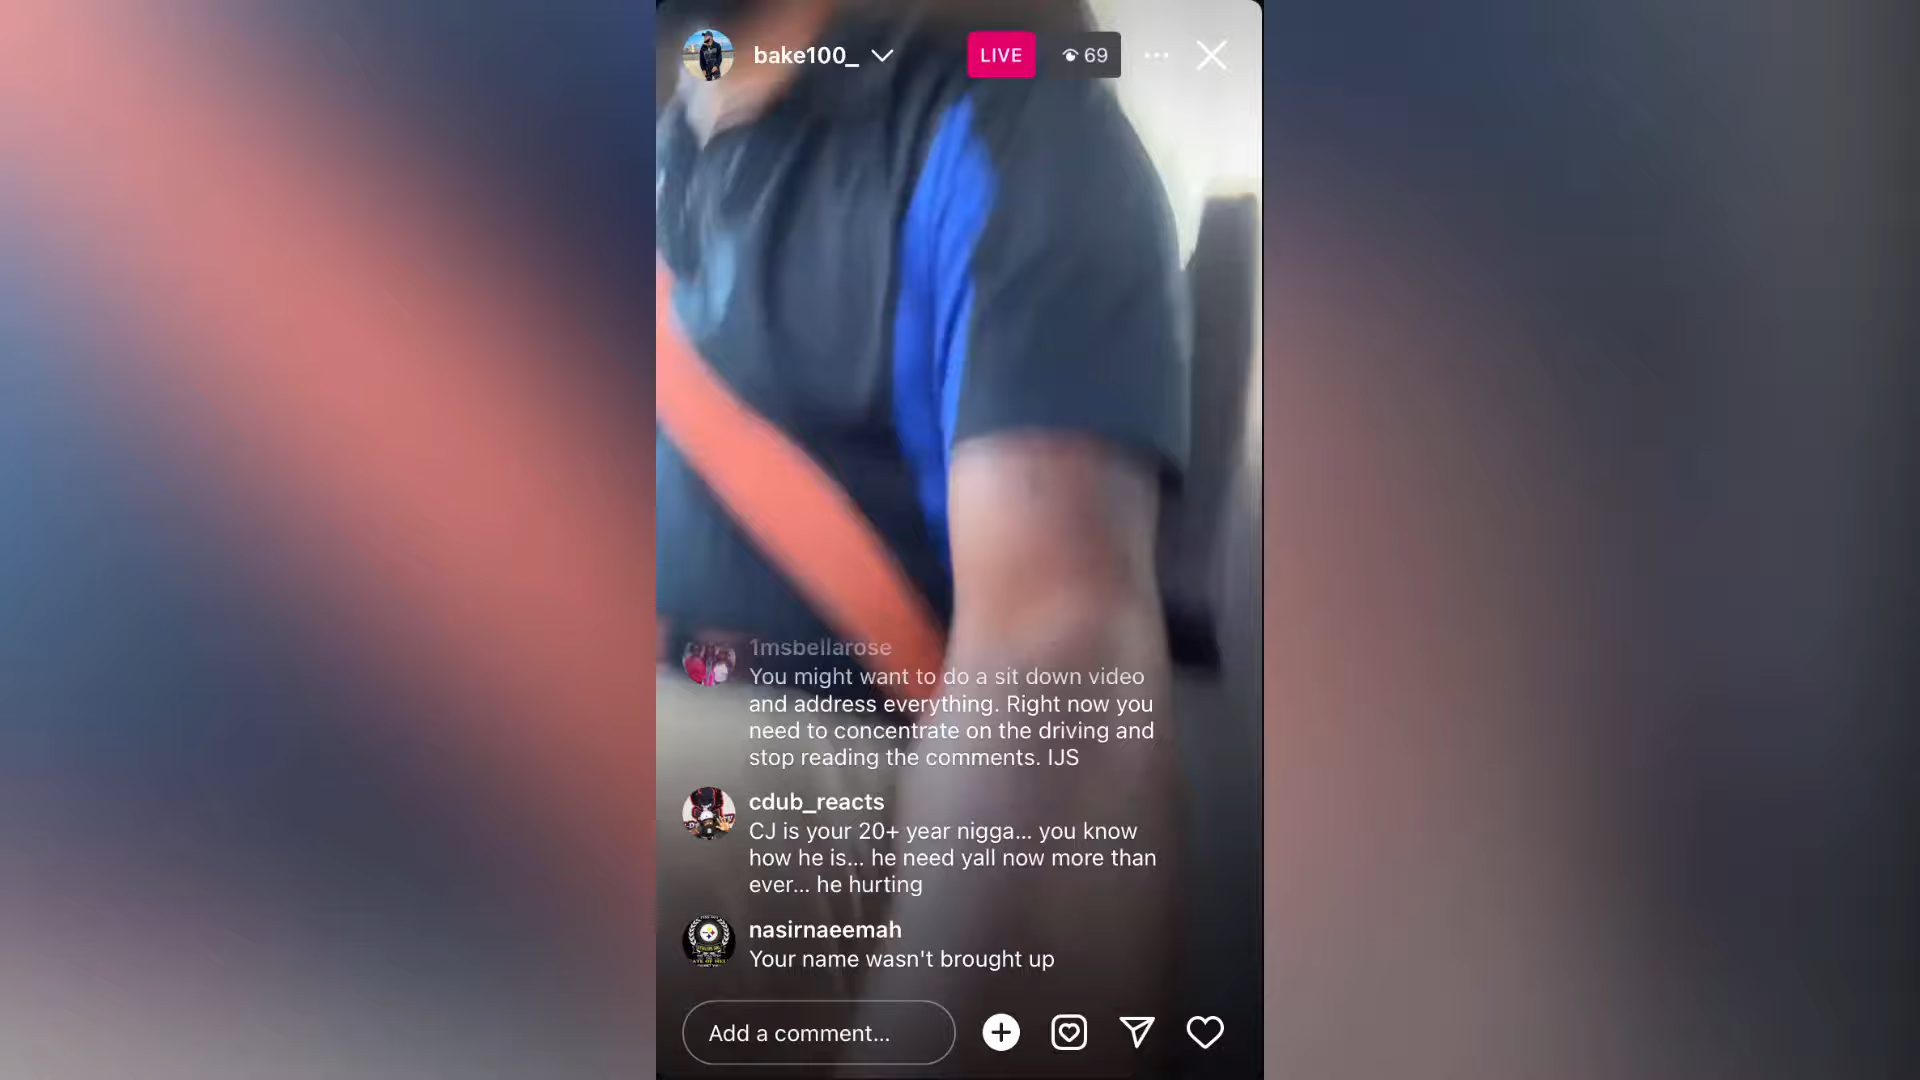 bake100_
LIVE
69
1msbellarose
You might want to do a sit down video
and address everything. Right now you
need to concentrate on the driving and
stop reading the comments. IJS
cdub_reacts
CJ is your 20+ year nigga... you know
how he is... he need yall now more than
ever... he hurting
nasirnaeemah
Your name wasn't brought up
Add a comment...